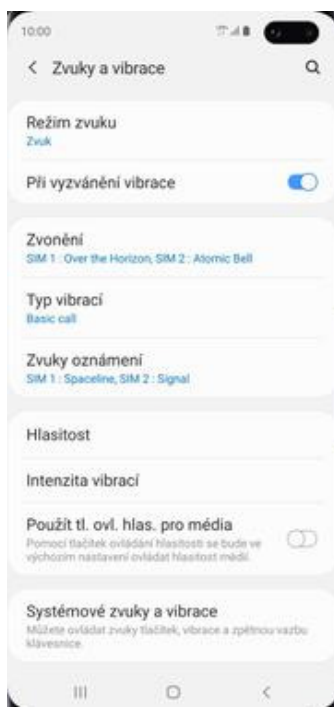 10:00
Zvuky a vibrace
Režim zvuku
Zvuk
Při vyzvánění vibrace
Zvonění
SIM 1 : Over the Horizon, SIM 2 : Atomic Bell
Typ vibrací
Basic call
Zvuky oznámení
SIM 1 : Spaceline, SIM 2 : Signal
Hlasitost
Intenzita vibrací
Použít tl. ovl. hlas. pro média
Pomocí tlačítek ovládání hlasitosti se bude ve
výchozím nastavení ovládat hlasitost médií.
Systémové zvuky a vibrace
Můžete ovládat zvuky tlačítek, vibrace a zpětnou vazbu
klávesnice.